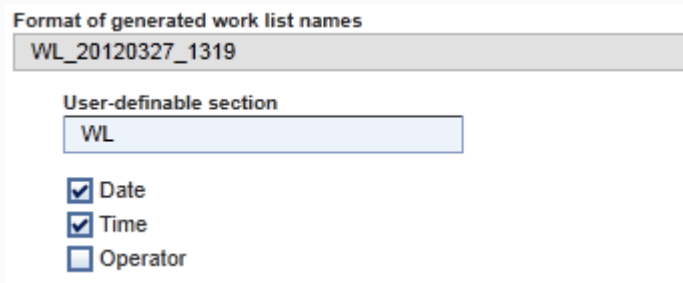 Format of generated work list names
WL_20120327_1319
User-definable section
WL
Date
Time
Operator